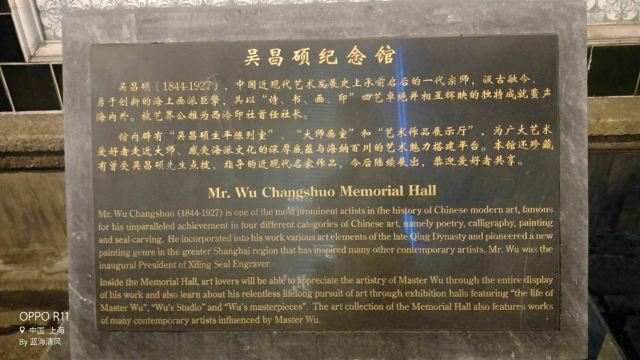 吴昌硕纪念馆
吴昌硕(1844-1927),中国近现代艺术发展史上承前启后的一代宗师,汲古融今、
勇于创新的海上画派巨擘,其以“诗、书、画、印”四艺卓绝并相互辉映的独特成就蜚声
海内外。被艺界公推为西泠印社首任社长。
馆内辟有“吴昌硕生平陈列室”、“大师画室”和“艺术作品展示厅”,为广大艺术
爱好者走近大师、感受海派文化的深厚底蕴与海纳百川的艺术魅力搭建平台。本馆还珍藏
有曾受吴昌硕先生点拨、指导的近现代名家作品,今后陆续展出,恭迎爱好者共享。
Mr. Wu Changshuo Memorial Hall
Mr. Wu Changshuo (1844-1927) is one of the most prominent artists in the history of Chinese modern art, famous
for his unparalleled achievement in four different categories of Chinese art, namely poetry, calligraphy, painting
and seal carving. He incorporated into his work various art elements of the late Qing Dynasty and pioneered a new
painting genre in the greater Shanghai region that has inspired many other contemporary artists. Mr. Wu was the
inaugural President of Xiling Seal Engraver.
Inside the Memorial Hall, art lovers will be able to appreciate the artistry of Master Wu through the entire display
of his work and also learn about his relentless lifelong pursuit of art through exhibition halls featuring "the life of
Master Wu", "Wu's Studio" and "Wu's masterpieces". The art collection of the Memorial Hall also features works
of many contemporary artists influenced by Master Wu.
OPPO R11
中国 上海
By 蓝海清风